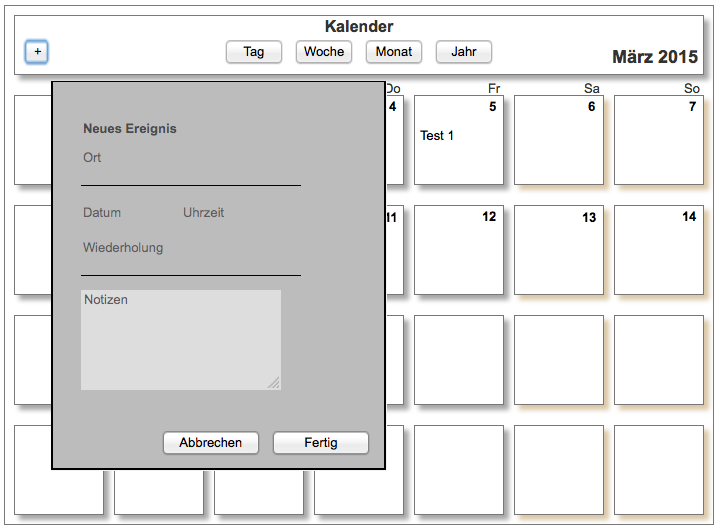 Kalender
+
Tag
Woche
Monat
Jahr
März 2015
Do
Fr
Sa
So
4
5
6
7
Test 1
Neues Ereignis
Ort
Datum
Uhrzeit
11
12
13
14
Wiederholung
Notizen
Abbrechen
Fertig